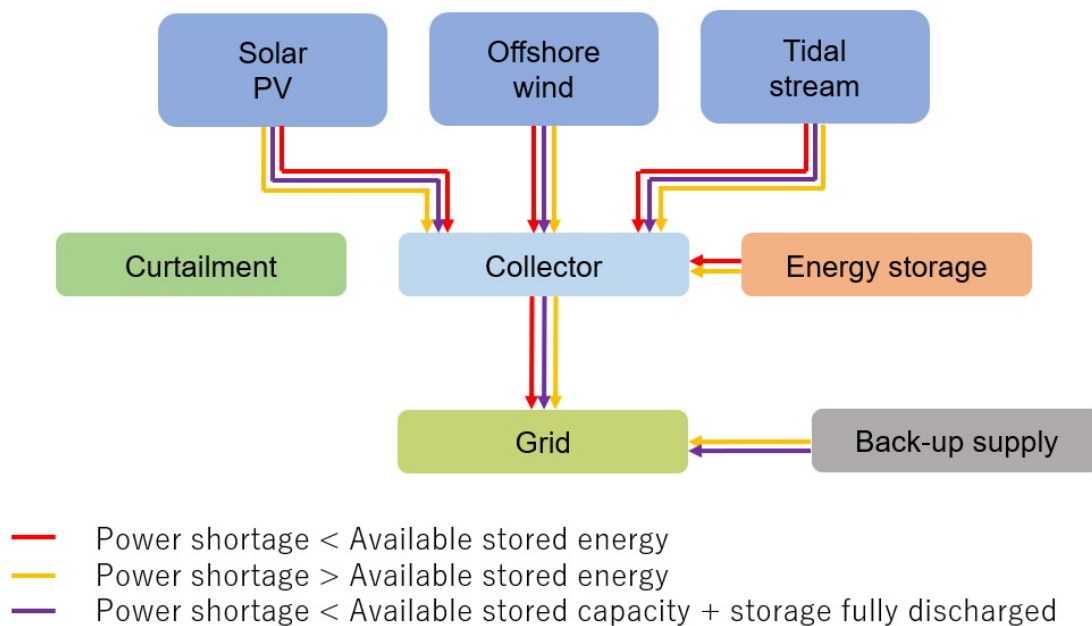 Solar
PV
Offshore
wind
Tidal
stream
Curtailment
Collector
Energy storage
Grid
Back-up supply
Power shortage < Available stored energy
Power shortage > Available stored energy
Power shortage < Available stored capacity + storage fully discharged